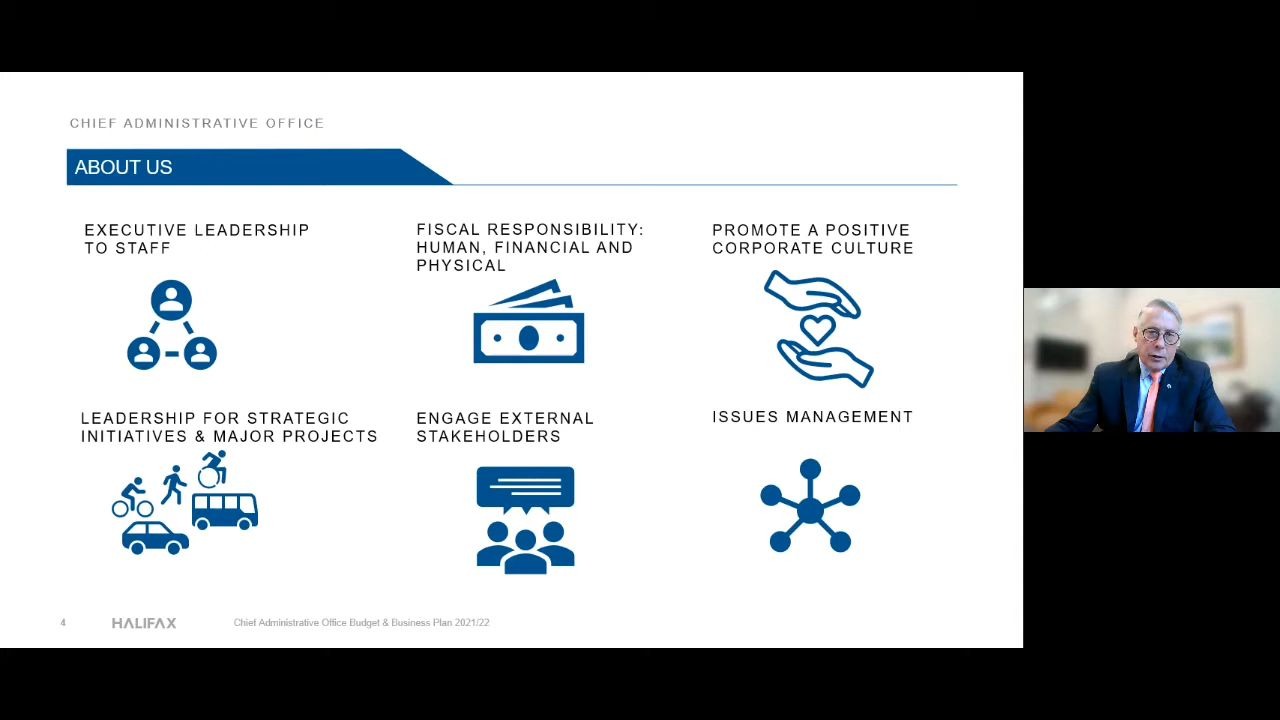 CHIEF ADMINISTRATIVE OFFICE
ABOUT US
EXECUTIVE LEADERSHIP
TO STAFF
FISCAL RESPONSIBILITY:
HUMAN, FINANCIAL AND
PHYSICAL
PROMOTE A POSITIVE
CORPORATE CULTURE
LEADERSHIP FOR STRATEGIC
INITIATIVES & MAJOR PROJECTS
ENGAGE EXTERNAL
STAKEHOLDERS
ISSUES MANAGEMENT
4
HALIFAX
Chief Administrative Office Budget & Business Plan 2021/22